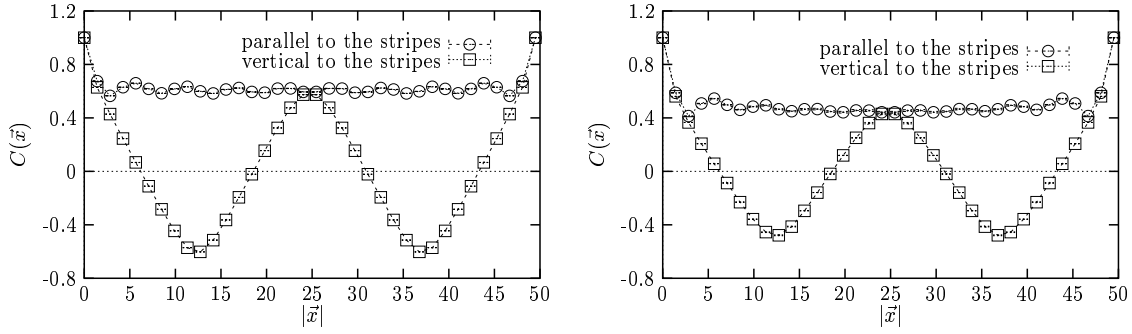 1.2
0.8
0.4
0
-0.4
-0.8
C(x⃗)
parallel to the stripes
vertical to the stripes
0 5 10 15 20 25 30 35 40 45 50
|x⃗|
1.2
0.8
0.4
0
-0.4
-0.8
C(x⃗)
parallel to the stripes
vertical to the stripes
0 5 10 15 20 25 30 35 40 45 50
|x⃗|